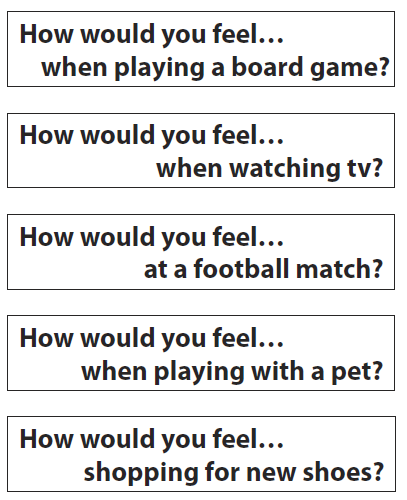 How would you feel…
when playing a board game?
How would you feel…
when watching tv?
How would you feel…
at a football match?
How would you feel…
when playing with a pet?
How would you feel…
shopping for new shoes?